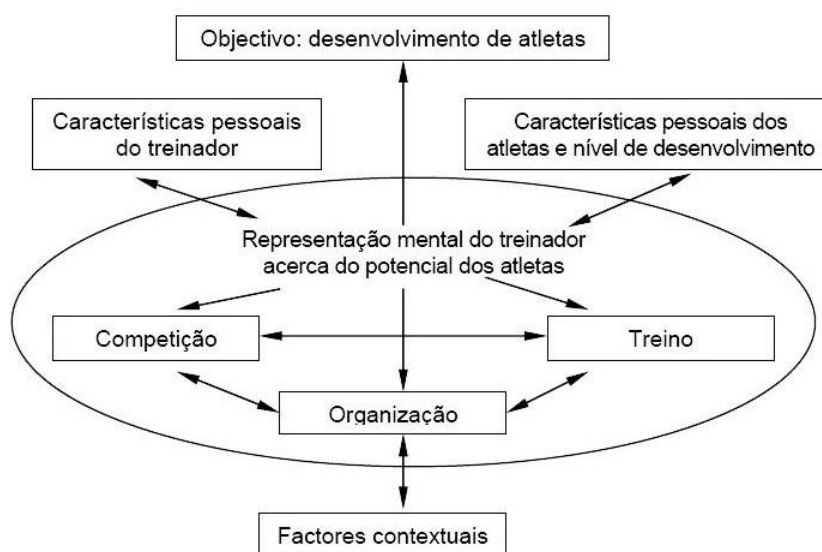 Objectivo: desenvolvimento de atletas
Características pessoais
do treinador
Características pessoais dos
atletas e nível de desenvolvimento
Representação mental do treinador
acerca do potencial dos atletas
Competição
Treino
Organização
Factores contextuais